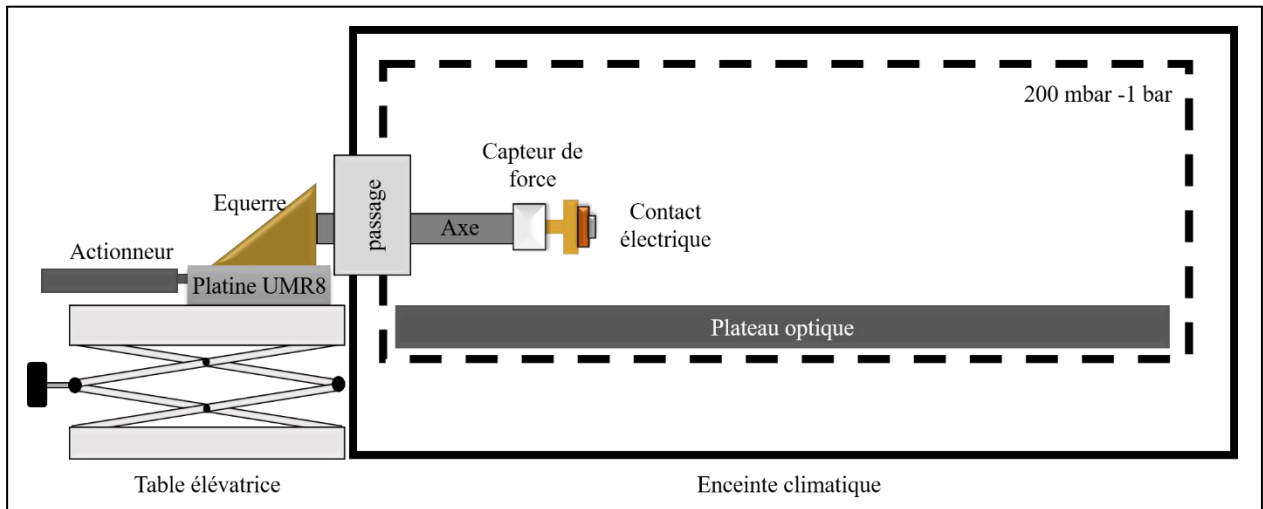 200 mbar -1 bar
Capteur de
force
Equerre
passage
Axe
Contact
électrique
Actionneur
Platine UMR8
Plateau optique
Table élévatrice
Enceinte climatique